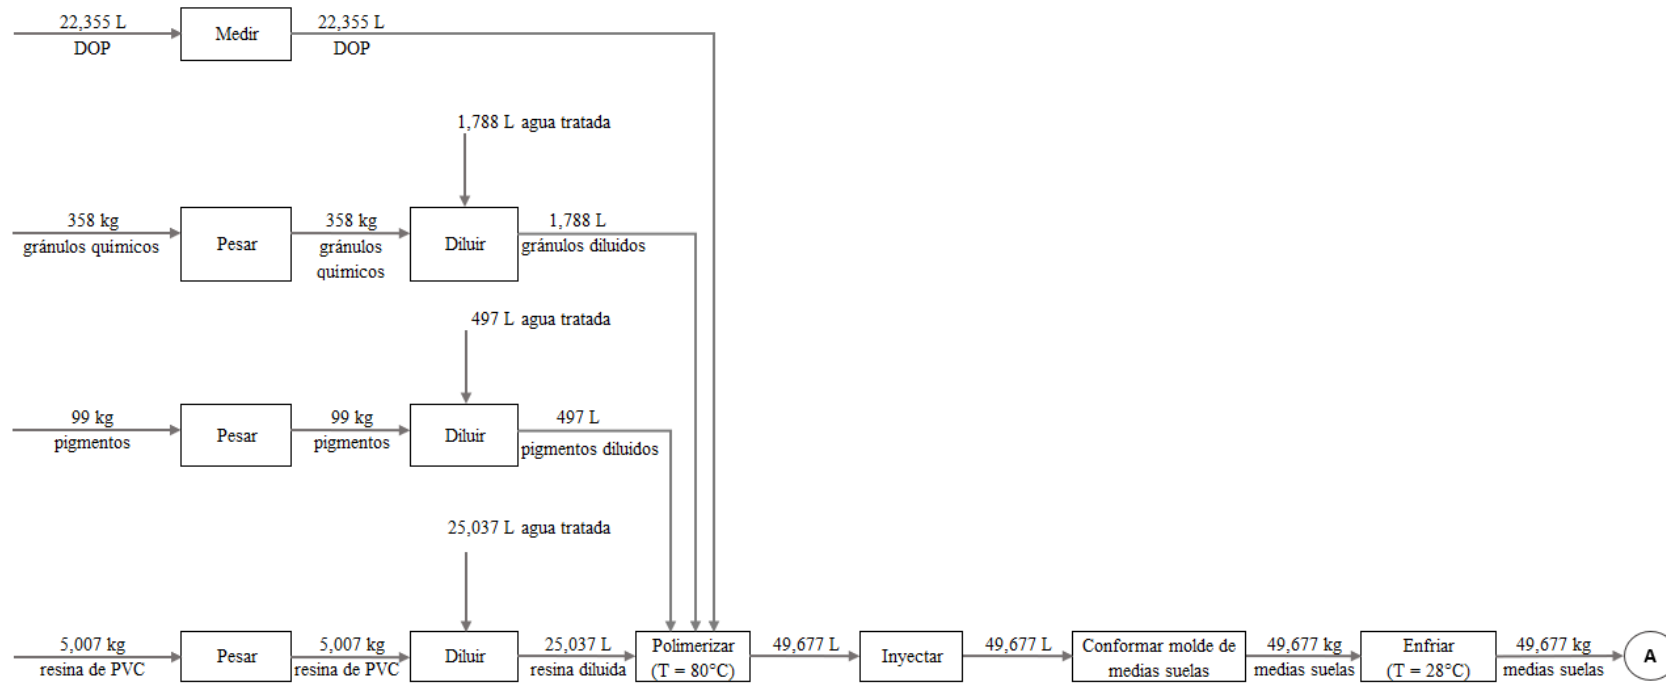 22,355 L
DOP
Medir
22,355 L
DOP
1,788 L agua tratada
358 kg
gránulos químicos
Pesar
358 kg
gránulos
químicos
Diluir
1,788 L
gránulos diluidos
497 L agua tratada
99 kg
pigmentos
Pesar
99 kg
pigmentos
Diluir
497 L
pigmentos diluidos
25,037 L agua tratada
5,007 kg
resina de PVC
Pesar
5,007 kg
resina de PVC
Diluir
25,037 L
resina diluida
Polimerizar
(T = 80°C)
49,677 L
Inyectar
49,677 L
Conformar molde de
medias suelas
49,677 kg
medias suelas
Enfriar
(T = 28°C)
49,677 kg
medias suelas
A